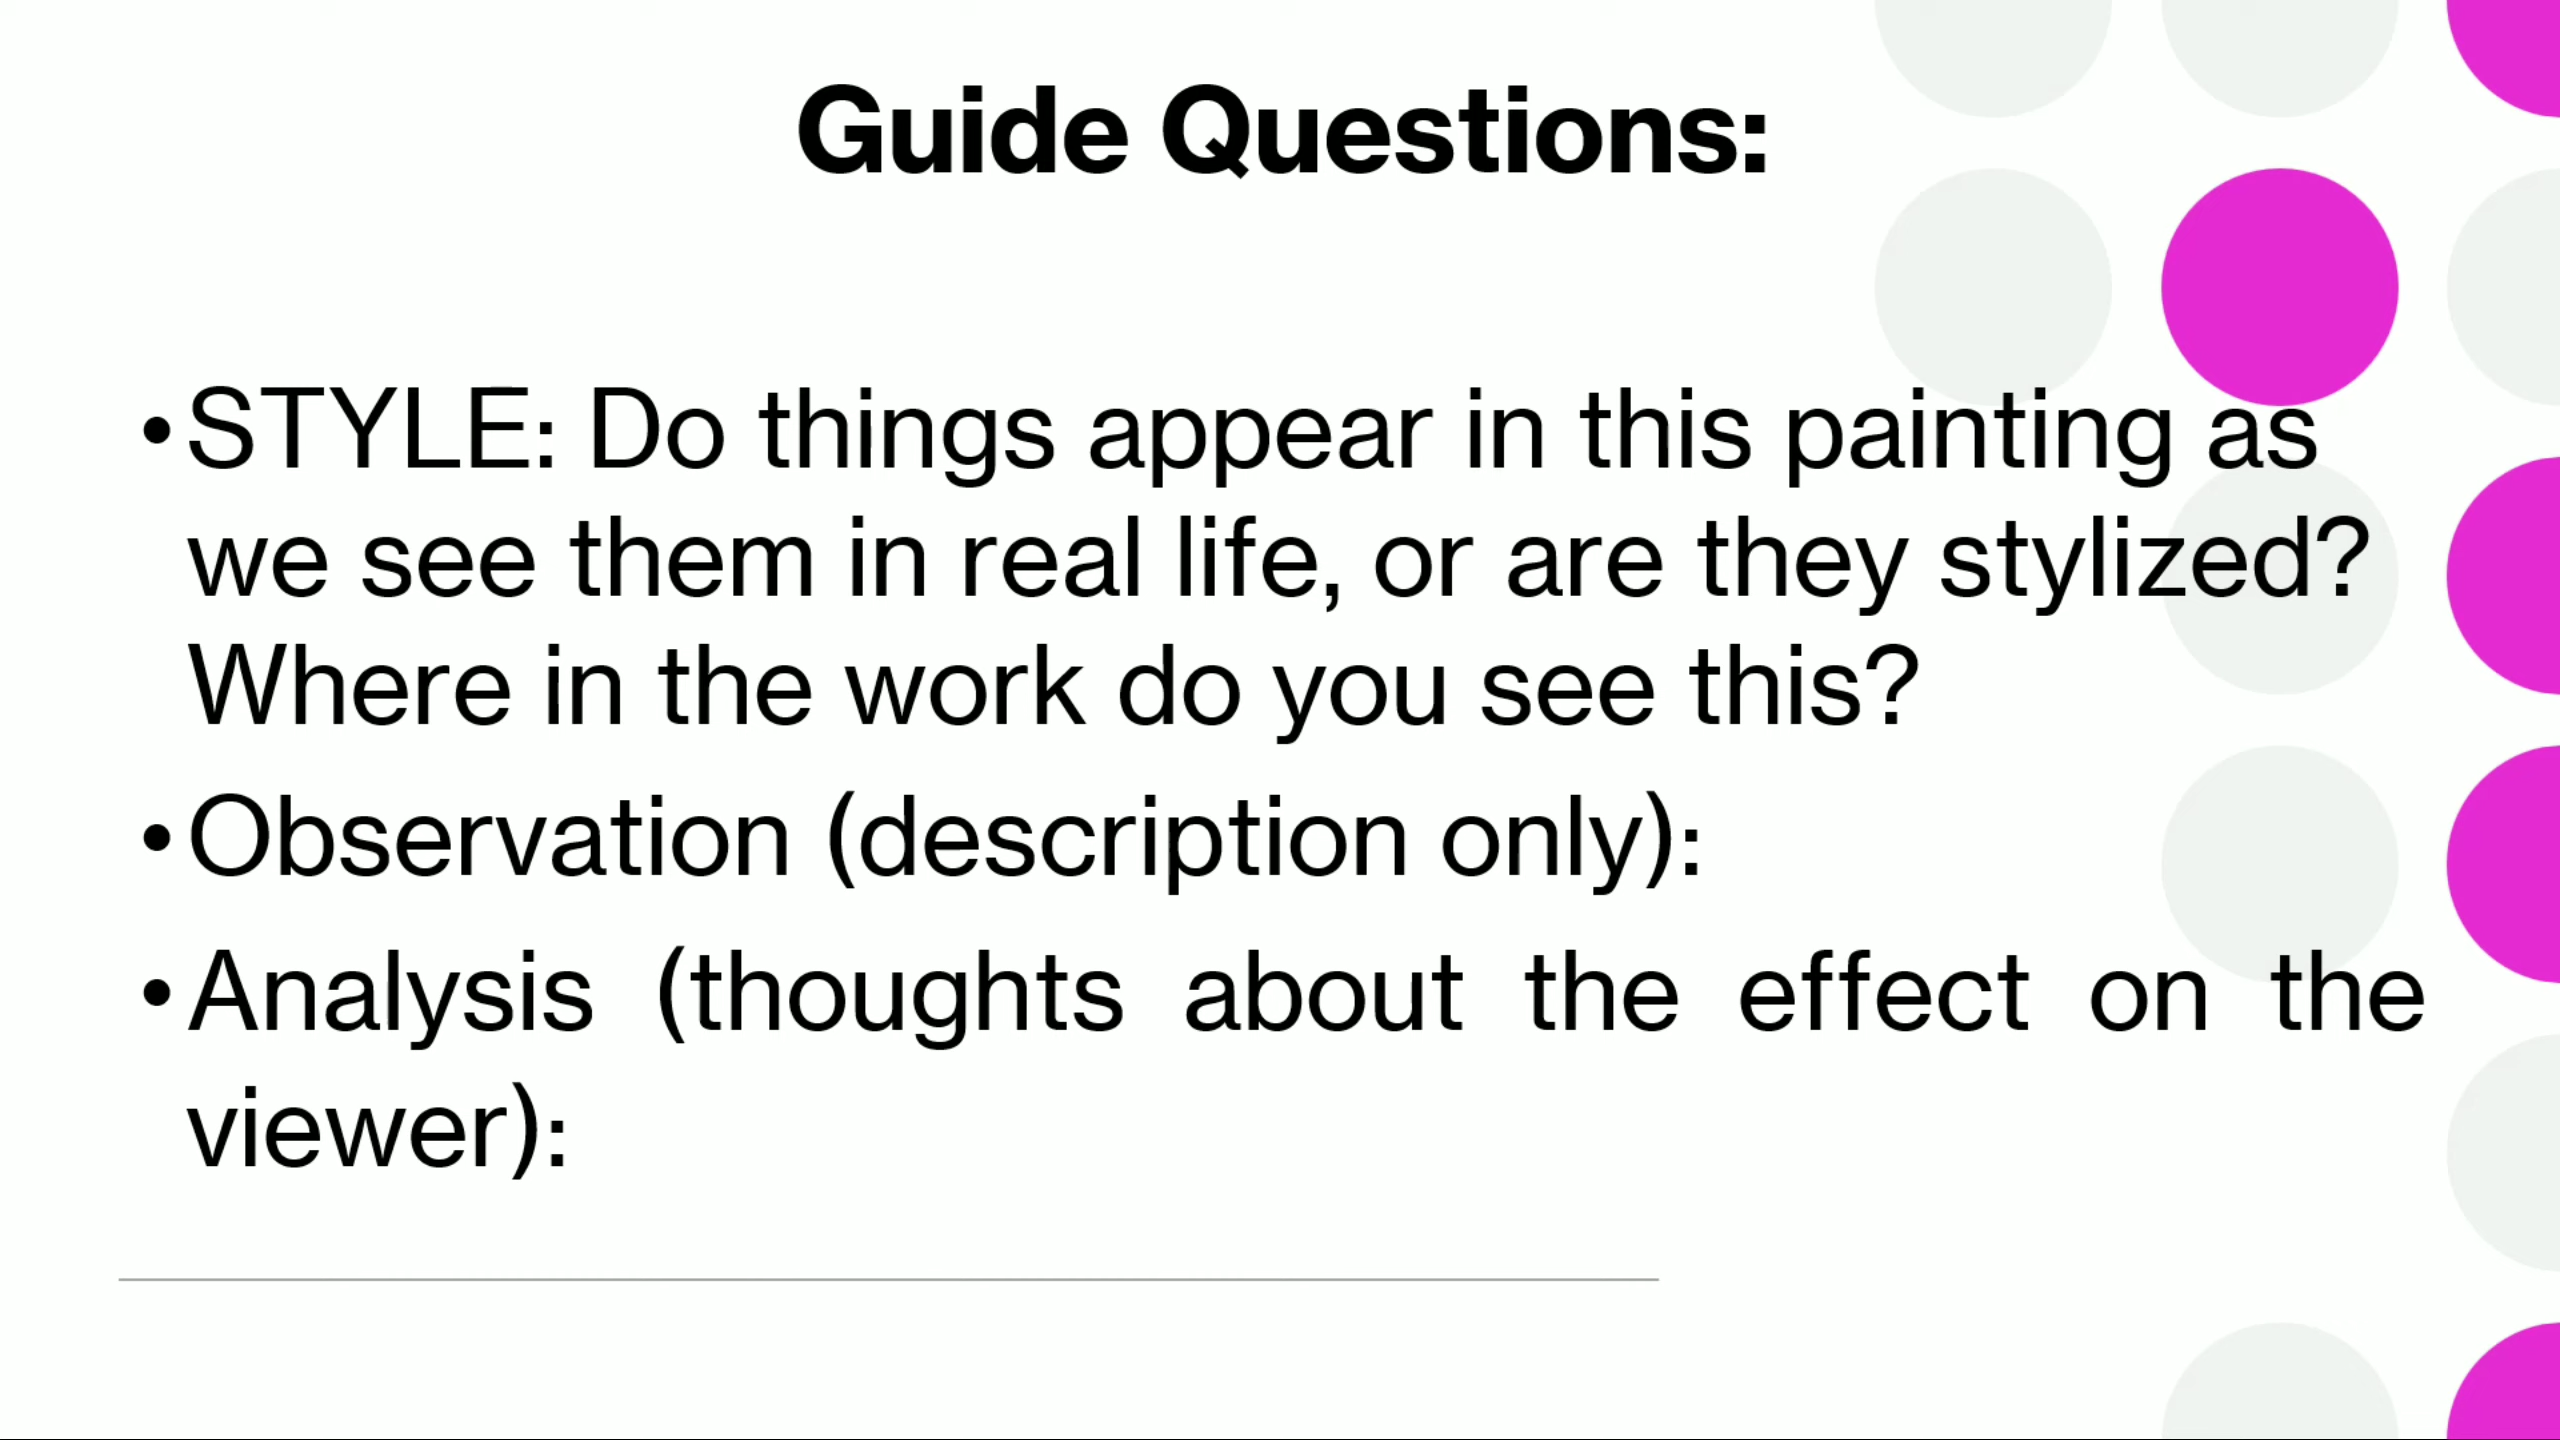 Guide Questions:
•STYLE: Do things appear in this painting as
we see them in real life, or are they stylized?
Where in the work do you see this?
•Observation (description only):
•Analysis (thoughts about the effect on the
viewer):